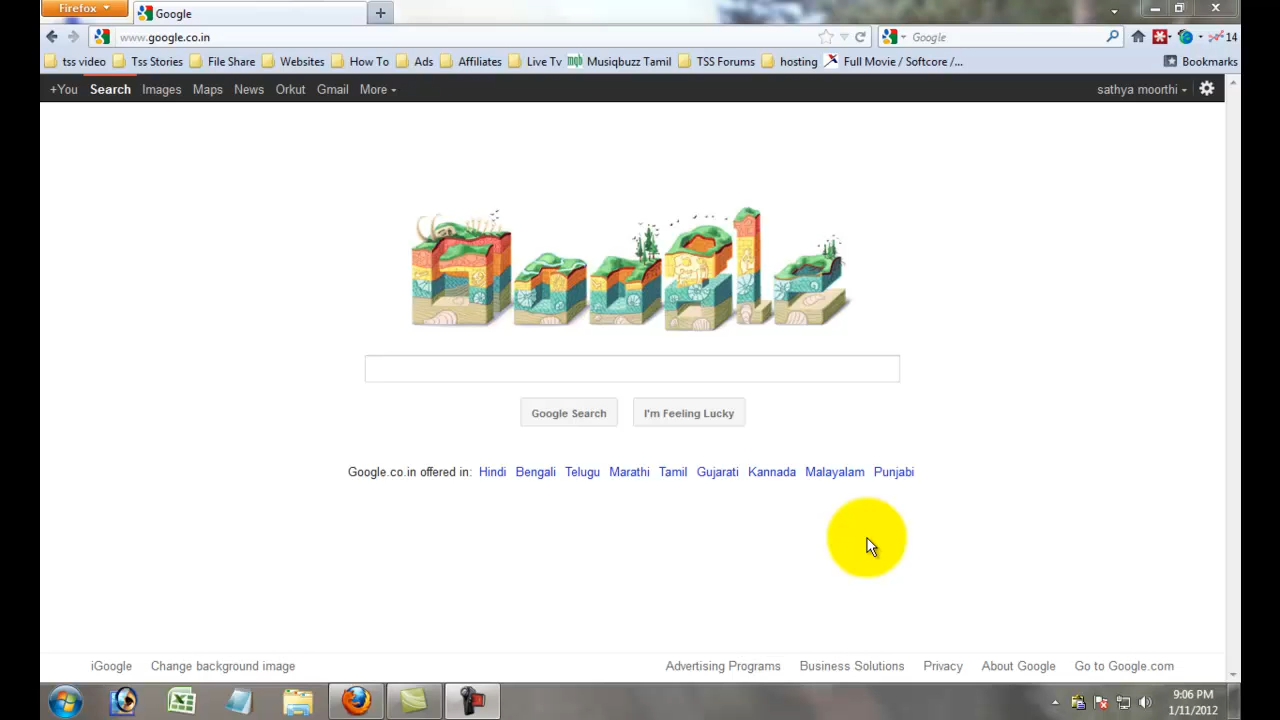 Firefox
Google
www.google.co.in
Google
14
tss video Tss Stories File Share Websites How To Ads Affiliates Live Tv mqb Musiqbuzz Tamil TSS Forums hosting Full Movie / Softcore /... Bookmarks
+You Search Images Maps News Orkut Gmail More
sathya moorthi
Google
Google Search I'm Feeling Lucky
Google.co.in offered in: Hindi Bengali Telugu Marathi Tamil Gujarati Kannada Malayalam Punjabi
iGoogle Change background image Advertising Programs Business Solutions Privacy About Google Go to Google.com
9:06 PM
1/11/2012